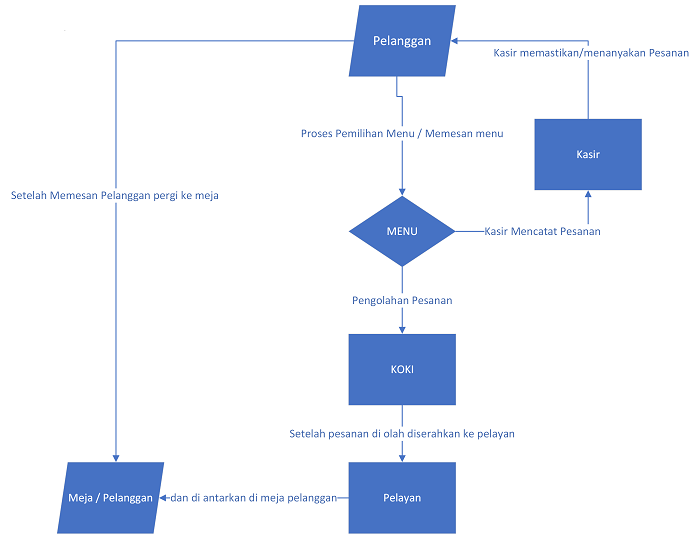 Pelanggan
Kasir memastikan/menanyakan Pesanan
Proses Pemilihan Menu / Memesan menu
Kasir
Setelah Memesan Pelanggan pergi ke meja
MENU
Kasir Mencatat Pesanan
Pengolahan Pesanan
KOKI
Setelah pesanan di olah diserahkan ke pelayan
Meja / Pelanggan
dan di antarkan di meja pelanggan
Pelayan